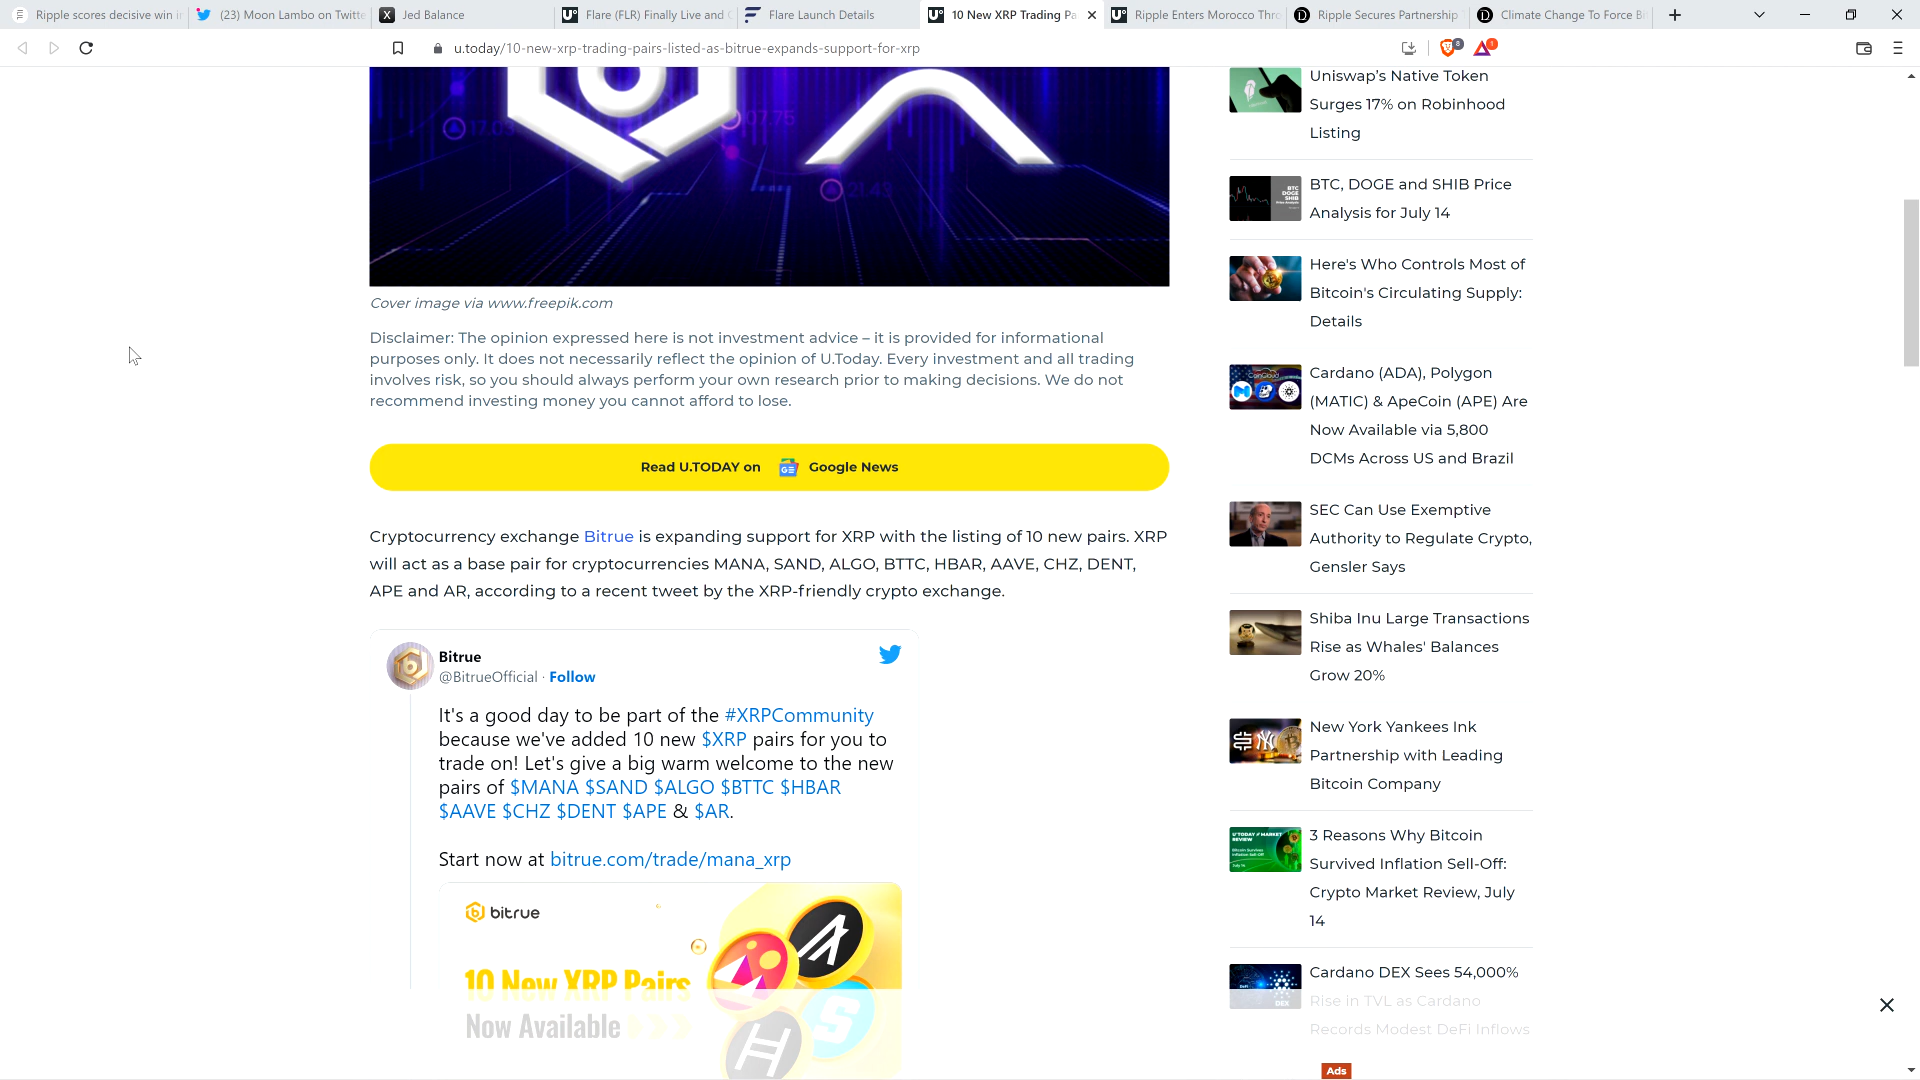 Ripple scores decisive win i
(23) Moon Lambo on Twitte
Jed Balance
Flare (FLR) Finally Live and
Flare Launch Details
10 New XRP Trading Pa
Ripple Enters Morocco Thro
Ripple Secures Partnership
Climate Change To Force Bi
u.today/10-new-xrp-trading-pairs-listed-as-bitrue-expands-support-for-xrp
17.03
07.75
21.43
Cover image via www.freepik.com
Disclaimer: The opinion expressed here is not investment advice – it is provided for informational
purposes only. It does not necessarily reflect the opinion of U.Today. Every investment and all trading
involves risk, so you should always perform your own research prior to making decisions. We do not
recommend investing money you cannot afford to lose.
Read U.TODAY on Google News
Cryptocurrency exchange Bitrue is expanding support for XRP with the listing of 10 new pairs. XRP
will act as a base pair for cryptocurrencies MANA, SAND, ALGO, BTTC, HBAR, AAVE, CHZ, DENT,
APE and AR, according to a recent tweet by the XRP-friendly crypto exchange.
Bitrue
@BitrueOfficial · Follow
It's a good day to be part of the #XRPCommunity
because we've added 10 new $XRP pairs for you to
trade on! Let's give a big warm welcome to the new
pairs of $MANA $SAND $ALGO $BTTC $HBAR
$AAVE $CHZ $DENT $APE & $AR.
Start now at bitrue.com/trade/mana_xrp
bitrue
10 New XRP Pairs
Now Available
Uniswap's Native Token
Surges 17% on Robinhood
Listing
BTC, DOGE and SHIB Price
Analysis for July 14
Here's Who Controls Most of
Bitcoin's Circulating Supply:
Details
Cardano (ADA), Polygon
(MATIC) & ApeCoin (APE) Are
Now Available via 5,800
DCMs Across US and Brazil
SEC Can Use Exemptive
Authority to Regulate Crypto,
Gensler Says
Shiba Inu Large Transactions
Rise as Whales' Balances
Grow 20%
New York Yankees Ink
Partnership with Leading
Bitcoin Company
3 Reasons Why Bitcoin
Survived Inflation Sell-Off:
Crypto Market Review, July
14
Cardano DEX Sees 54,000%
Rise in TVL as Cardano
Records Modest DeFi Inflows
Ads